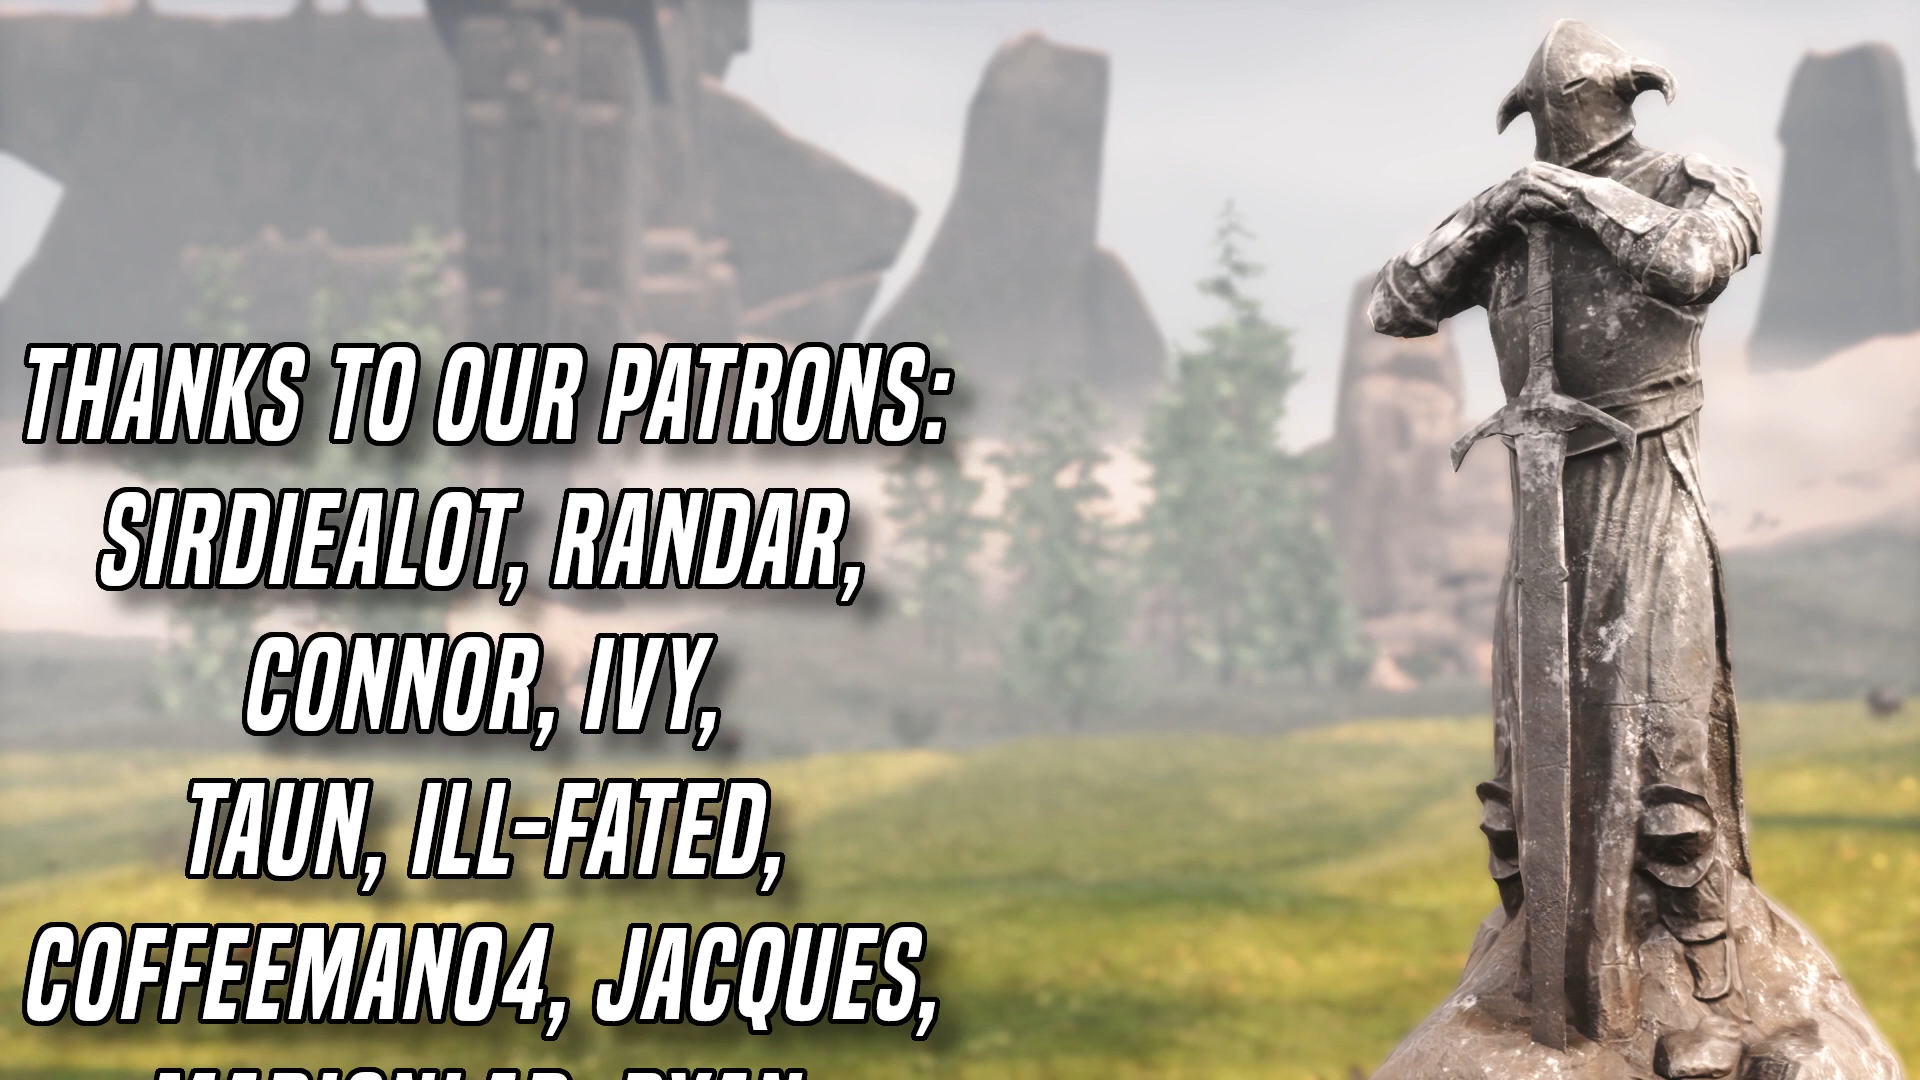 THANKS TO OUR PATRONS:
SIRDIEALOT, RANDAR,
CONNOR, IVY,
TAUN, ILL-FATED,
COFFEEMAN04, JACQUES,